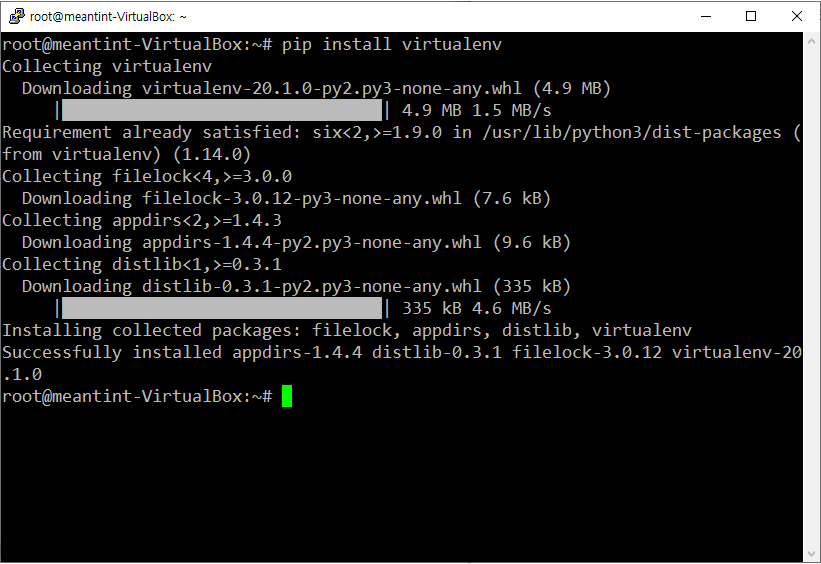 root@meantint-VirtualBox: ~
root@meantint-VirtualBox:~# pip install virtualenv
Collecting virtualenv
  Downloading virtualenv-20.1.0-py2.py3-none-any.whl (4.9 MB)
     |████████████████████████████████| 4.9 MB 1.5 MB/s
Requirement already satisfied: six<2,>=1.9.0 in /usr/lib/python3/dist-packages (
from virtualenv) (1.14.0)
Collecting filelock<4,>=3.0.0
  Downloading filelock-3.0.12-py3-none-any.whl (7.6 kB)
Collecting appdirs<2,>=1.4.3
  Downloading appdirs-1.4.4-py2.py3-none-any.whl (9.6 kB)
Collecting distlib<1,>=0.3.1
  Downloading distlib-0.3.1-py2.py3-none-any.whl (335 kB)
     |████████████████████████████████| 335 kB 4.6 MB/s
Installing collected packages: filelock, appdirs, distlib, virtualenv
Successfully installed appdirs-1.4.4 distlib-0.3.1 filelock-3.0.12 virtualenv-20
.1.0
root@meantint-VirtualBox:~#